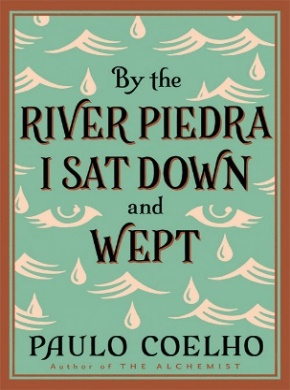 By the
RIVER PIEDRA
I SAT DOWN
and
WEPT
PAULO COELHO
Author of THE ALCHEMIST